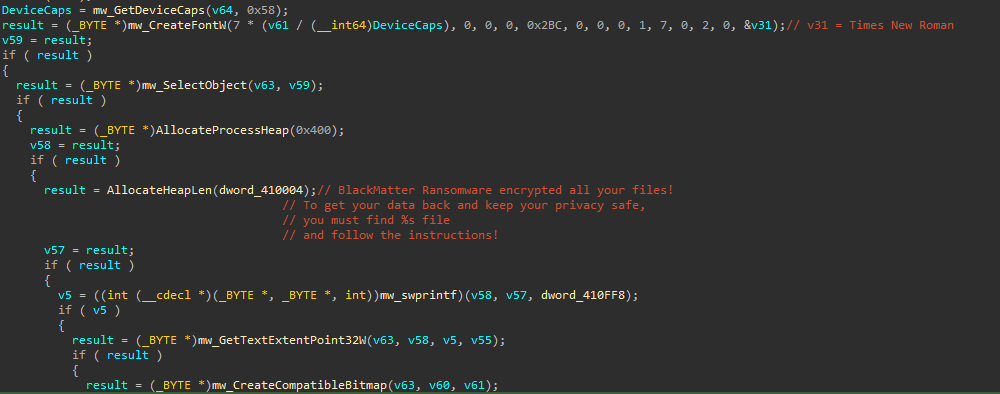 DeviceCaps = mw_GetDeviceCaps(v64, 0x58);
result = (_BYTE *)mw_CreateFontW(7 * (v61 / (__int64)DeviceCaps), 0, 0, 0, 0x2BC, 0, 0, 0, 1, 7, 0, 2, 0, &v31);// v31 = Times New Roman
v59 = result;
if ( result )
{
result = (_BYTE *)mw_SelectObject(v63, v59);
if ( result )
{
result = (_BYTE *)AllocateProcessHeap(0x400);
v58 = result;
if ( result )
{
result = AllocateHeapLen(dword_410004);// BlackMatter Ransomware encrypted all your files!
// To get your data back and keep your privacy safe,
// you must find %s file
// and follow the instructions!
v57 = result;
if ( result )
{
v5 = ((int (__cdecl *)(_BYTE *, _BYTE *, int))mw_swprintf)(v58, v57, dword_410FF8);
if ( v5 )
{
result = (_BYTE *)mw_GetTextExtentPoint32W(v63, v58, v5, v55);
if ( result )
{
result = (_BYTE *)mw_CreateCompatibleBitmap(v63, v60, v61);